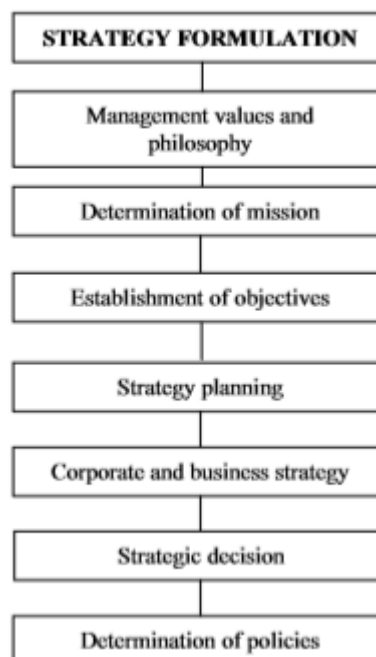 STRATEGY FORMULATION
Management values and
philosophy
Determination of mission
Establishment of objectives
Strategy planning
Corporate and business strategy
Strategic decision
Determination of policies